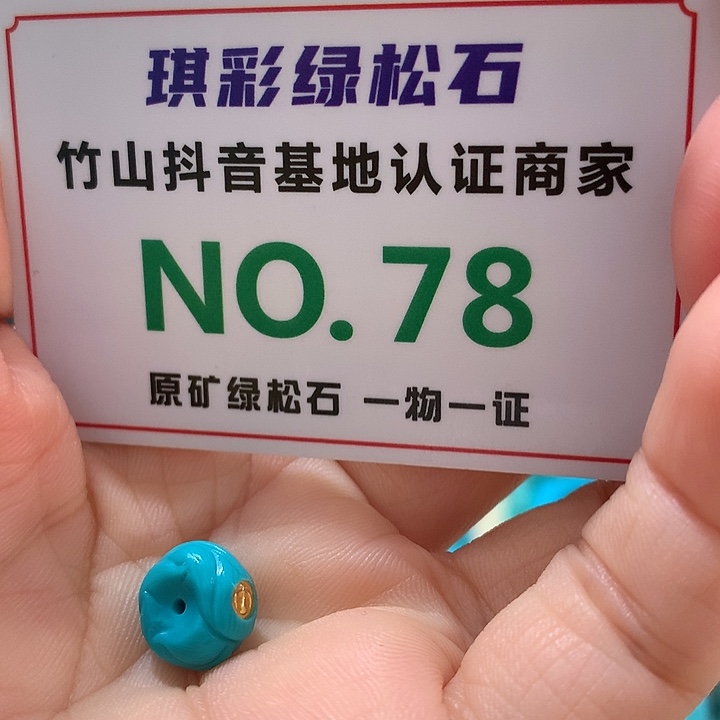 琪彩绿松石
竹山抖音基地认证商家
NO.78
原矿绿松石 一物一证